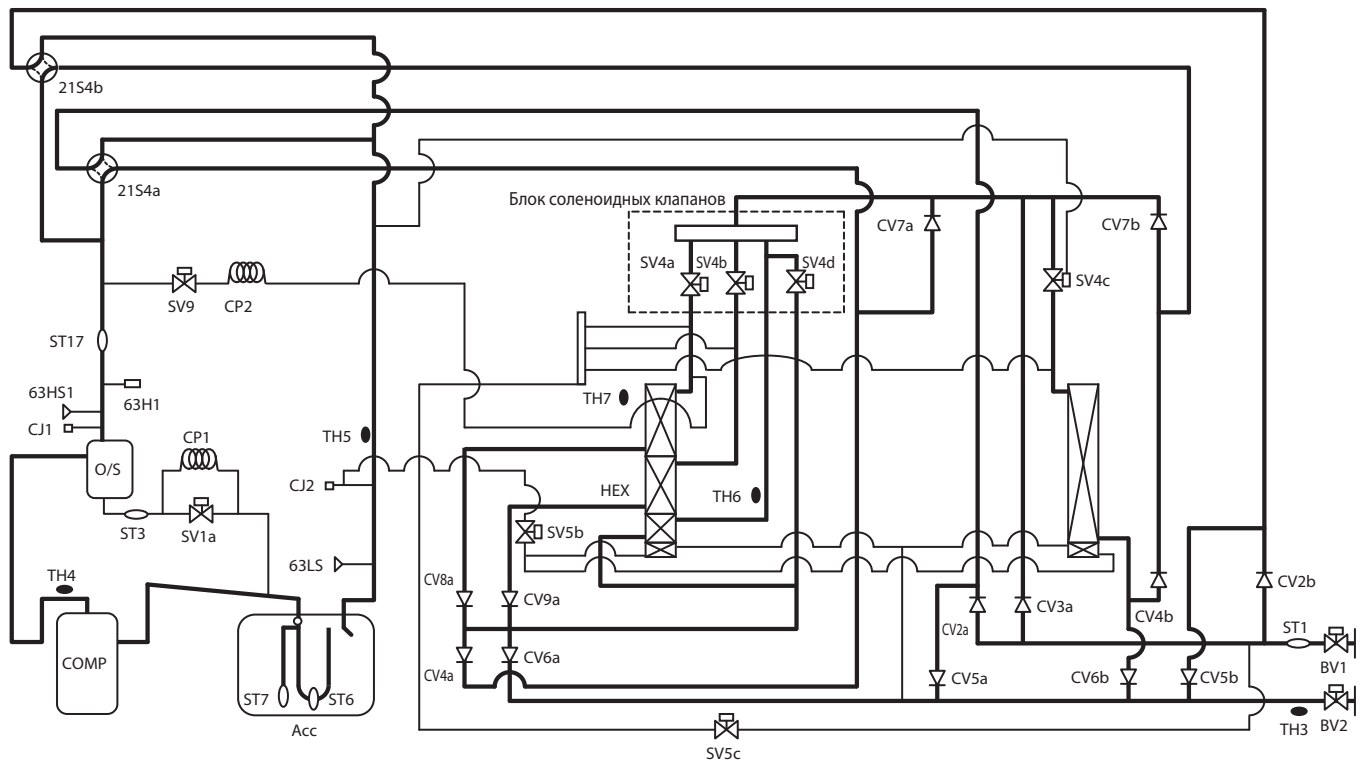 21S4b
21S4a
Блок соленоидных клапанов
CV7a
CV7b
SV4a
SV4b
SV4d
SV4c
SV9
CP2
ST17
63HS1
63H1
CJ1
TH7
TH5
CP1
O/S
CJ2
HEX
TH6
ST3
SV1a
SV5b
63LS
TH4
CV8a
CV9a
CV2a
CV3a
CV4b
CV2b
ST1
COMP
CV4a
CV6a
CV5a
CV6b
CV5b
BV1
ST7
ST6
Acc
SV5c
TH3
BV2